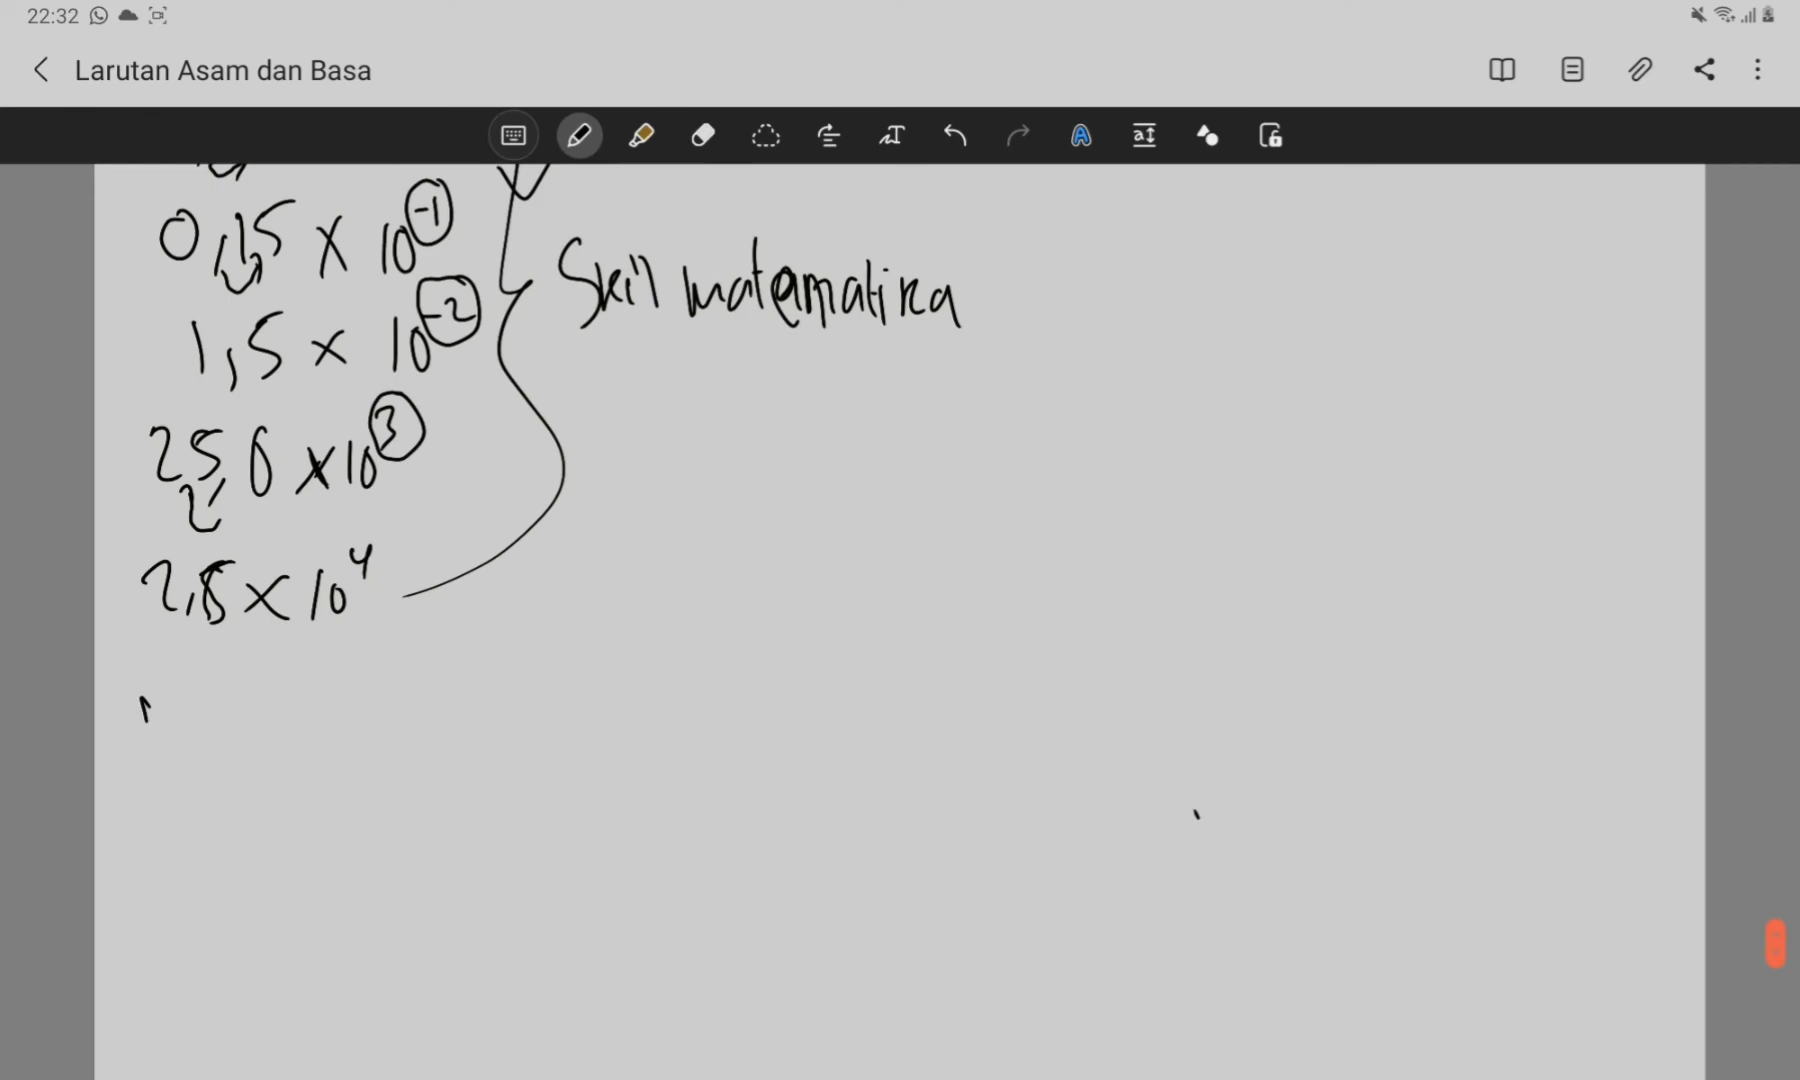 22:32
Larutan Asam dan Basa
0,15 x 10^-1
Skil matematika
1,5 x 10^-2
25,0 x 10^3
2,5 x 10^4